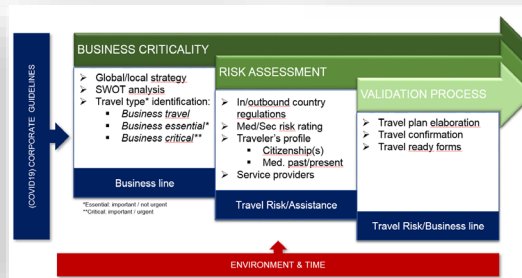 (COVID19) CORPORATE GUIDELINES
BUSINESS CRITICALITY
Global/local strategy
SWOT analysis
Travel type* identification:
Business travel
Business essential*
Business critical**
Business line
*Essential: important / not urgent
**Critical: important / urgent
RISK ASSESSMENT
In/outbound country
regulations
Med/Sec risk rating
Traveler's profile
Citizenship(s)
Med. past/present
Service providers
Travel Risk/Assistance
VALIDATION PROCESS
Travel plan elaboration
Travel confirmation
Travel ready forms
Travel Risk/Business line
ENVIRONMENT & TIME